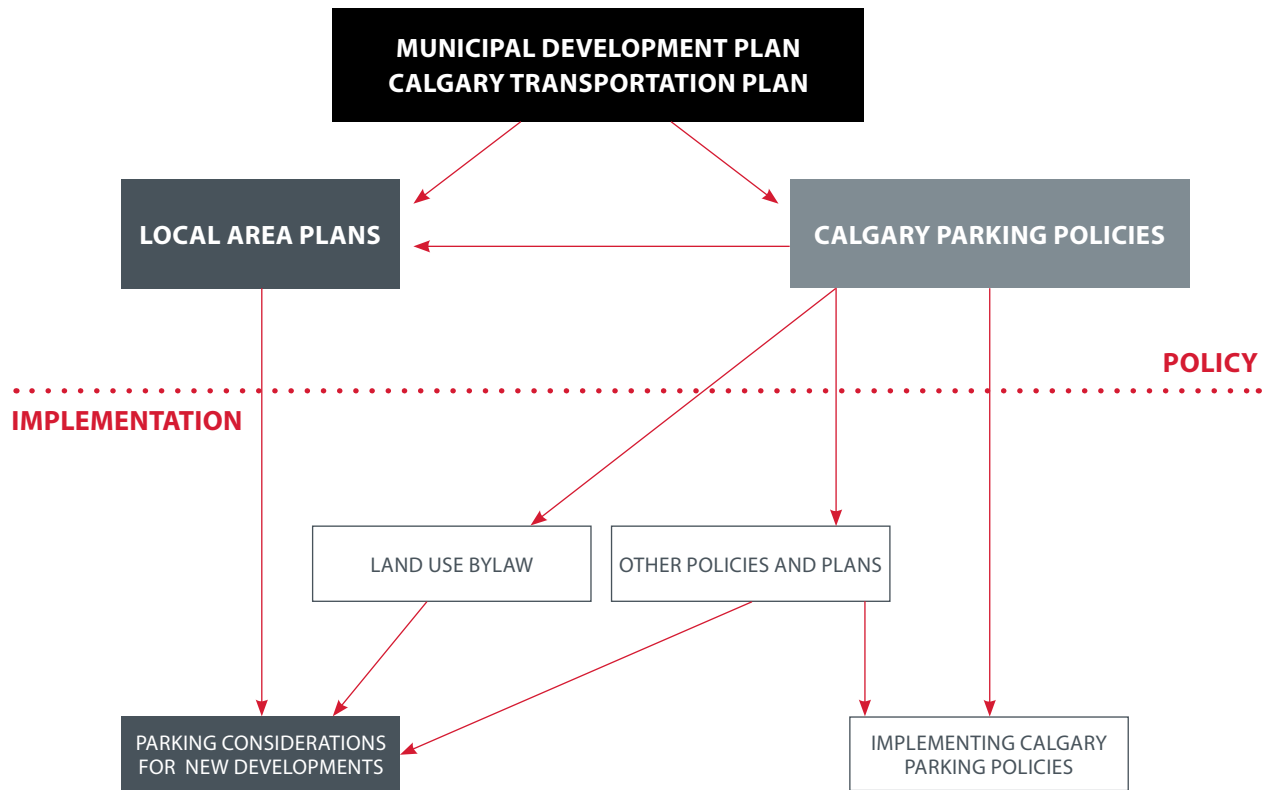 MUNICIPAL DEVELOPMENT PLAN
CALGARY TRANSPORTATION PLAN
LOCAL AREA PLANS
CALGARY PARKING POLICIES
POLICY
IMPLEMENTATION
LAND USE BYLAW
OTHER POLICIES AND PLANS
PARKING CONSIDERATIONS
FOR NEW DEVELOPMENTS
IMPLEMENTING CALGARY
PARKING POLICIES